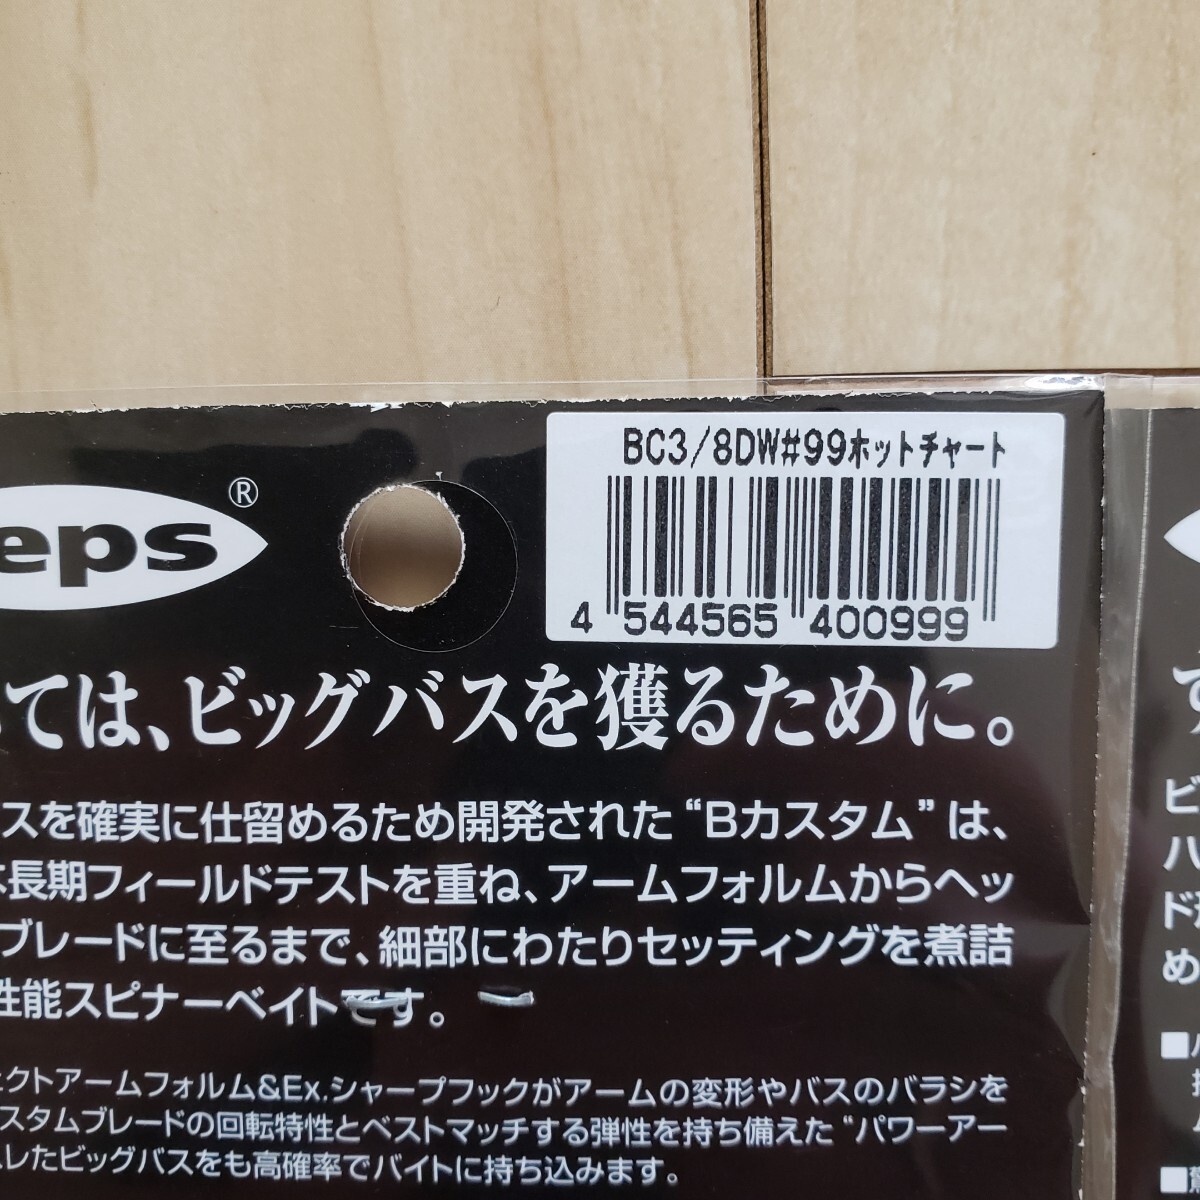 BC3/8DW#99ホットチャート
4 544565 400999
eps®
ては、ビッグバスを獲るために。
スを確実に仕留めるため開発された“Bカスタム”は、
長期フィールドテストを重ね、アームフォルムからヘッ
ブレードに至るまで、細部にわたりセッティングを煮詰
性能スピナーベイトです。
ェクトアームフォルム&Ex.シャープフックがアームの変形やバスのバラシを
スタムブレードの回転特性とベストマッチする弾性を持ち備えた“パワーアー
レたビッグバスをも高確率でバイトに持ち込みます。
ビ
ハ
ド
め